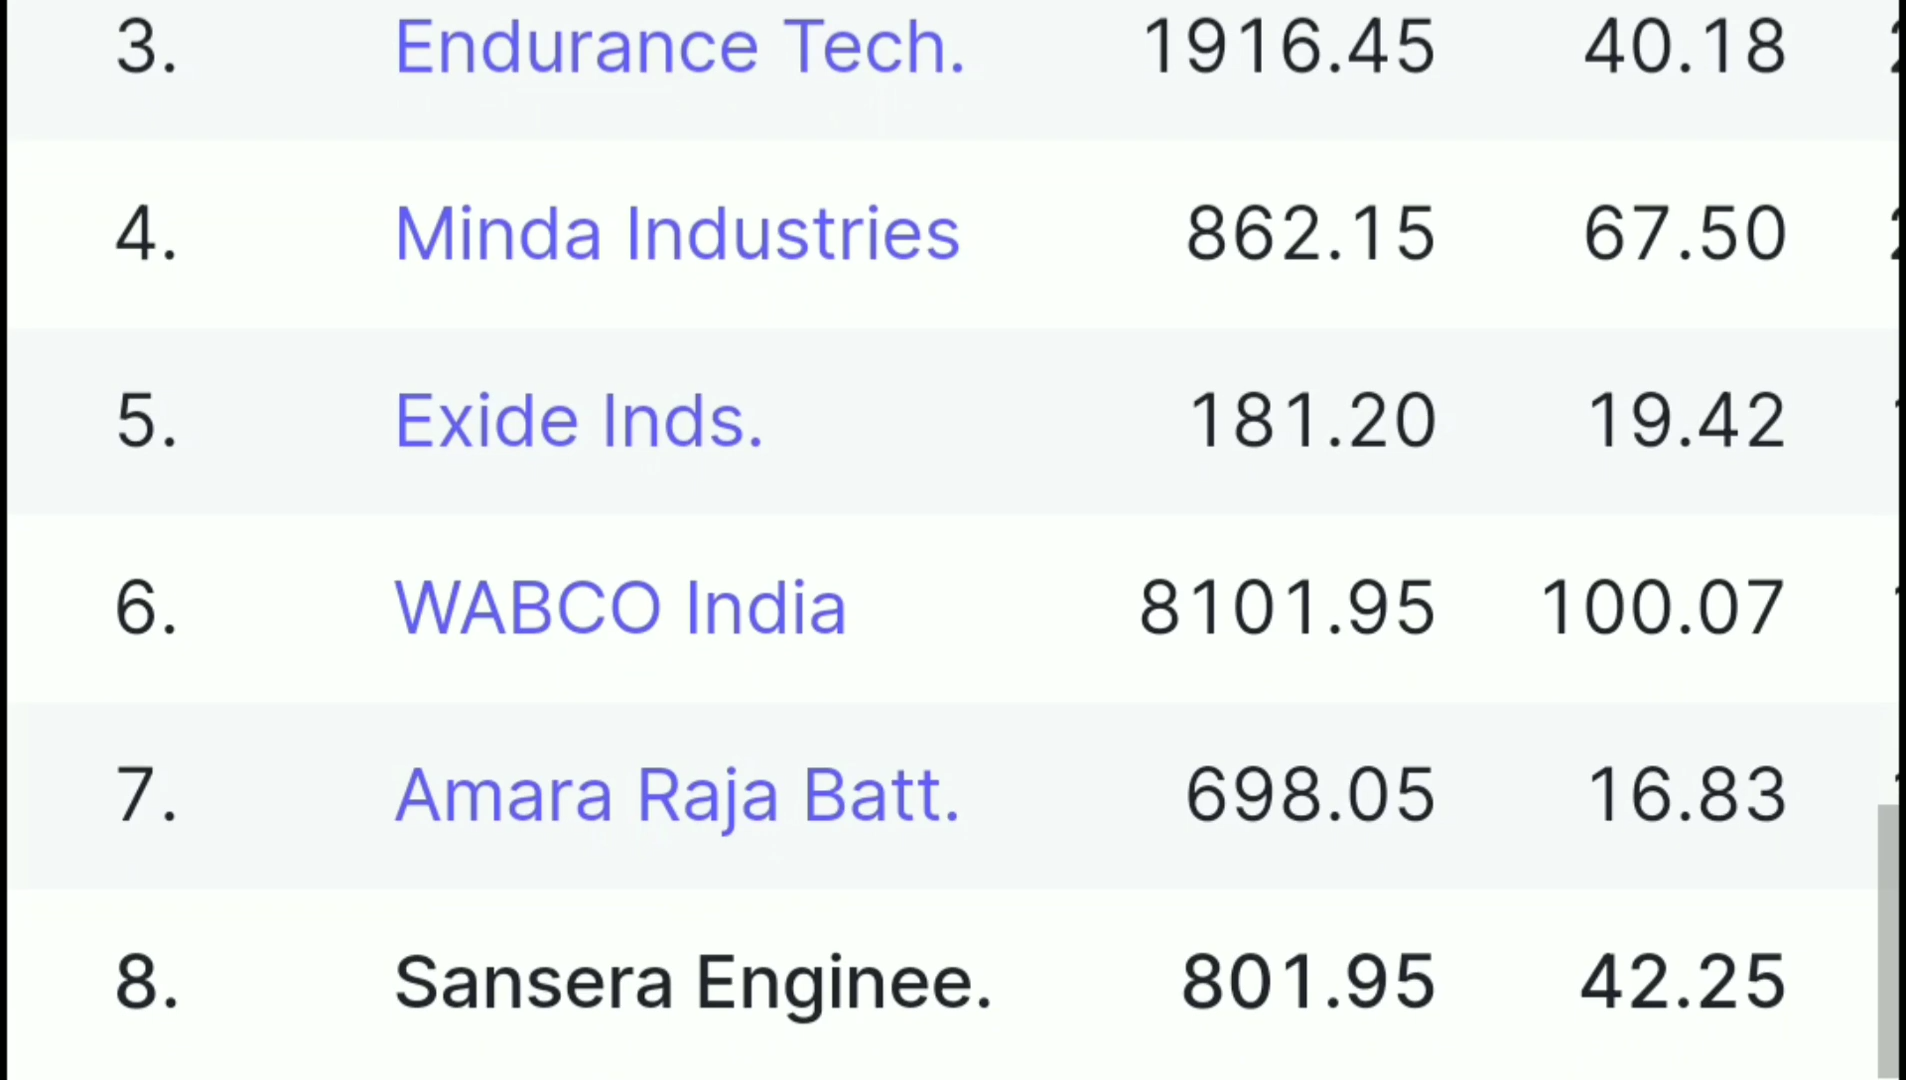 3. Endurance Tech. 1916.45 40.18
4. Minda Industries 862.15 67.50
5. Exide Inds. 181.20 19.42
6. WABCO India 8101.95 100.07
7. Amara Raja Batt. 698.05 16.83
8. Sansera Enginee. 801.95 42.25